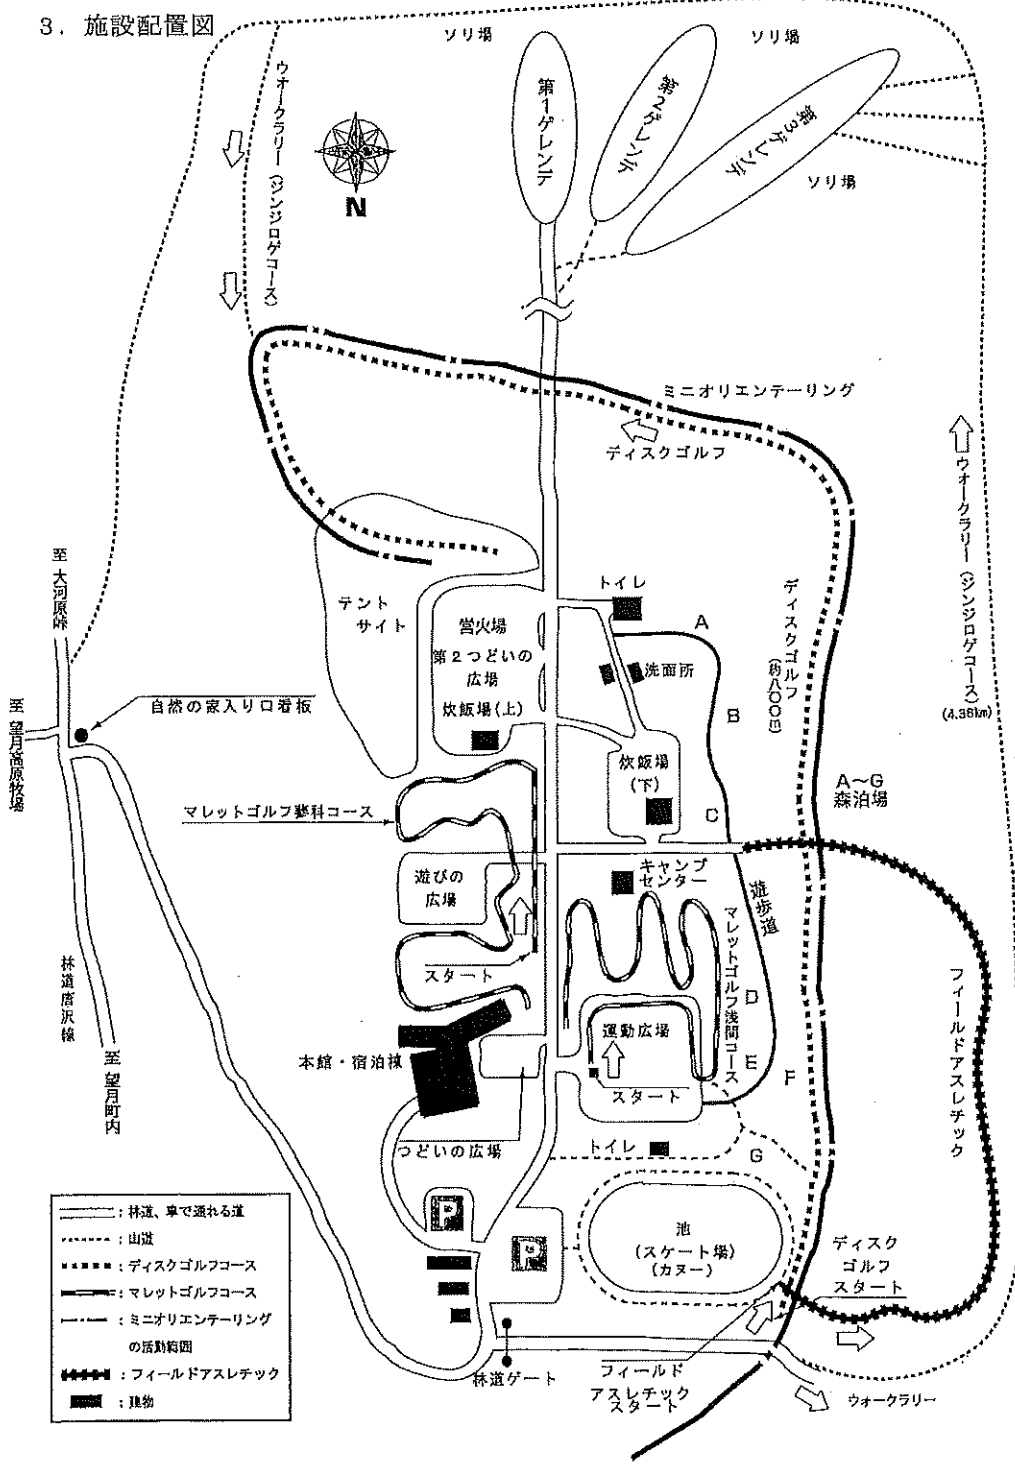 3．施設配置図
ソリ場
ソリ場
ソリ場
第1ゲレンデ
第2ゲレンデ
第3ゲレンデ
ウオークラリー（ジンジロゲコース）
N
ミニオリエンテーリング
ディスクゴルフ
ウオークラリー（ジンジロゲコース）
(4.36km)
ディスクゴルフ
(約八〇〇m)
至 大河原峠
至 望月高原牧場
自然の家入り口看板
テント
サイト
営火場
第2つどいの
広場
炊飯場(上)
トイレ
A
洗面所
B
炊飯場
(下)
C
A～G
森泊場
マレットゴルフ蓼科コース
遊びの
広場
キャンプ
センター
遊歩道
マレットゴルフ浅間コース
スタート
D
運動広場
E
F
スタート
フィールドアスレチック
林道唐沢線
至 望月町内
本館・宿泊棟
つどいの広場
トイレ
G
P
P
池
(スケート場)
(カヌー)
ディスク
ゴルフ
スタート
林道ゲート
フィールド
アスレチック
スタート
ウォークラリー
：林道、車で通れる道
：山道
：ディスクゴルフコース
：マレットゴルフコース
：ミニオリエンテーリング
の活動範囲
：フィールドアスレチック
：建物